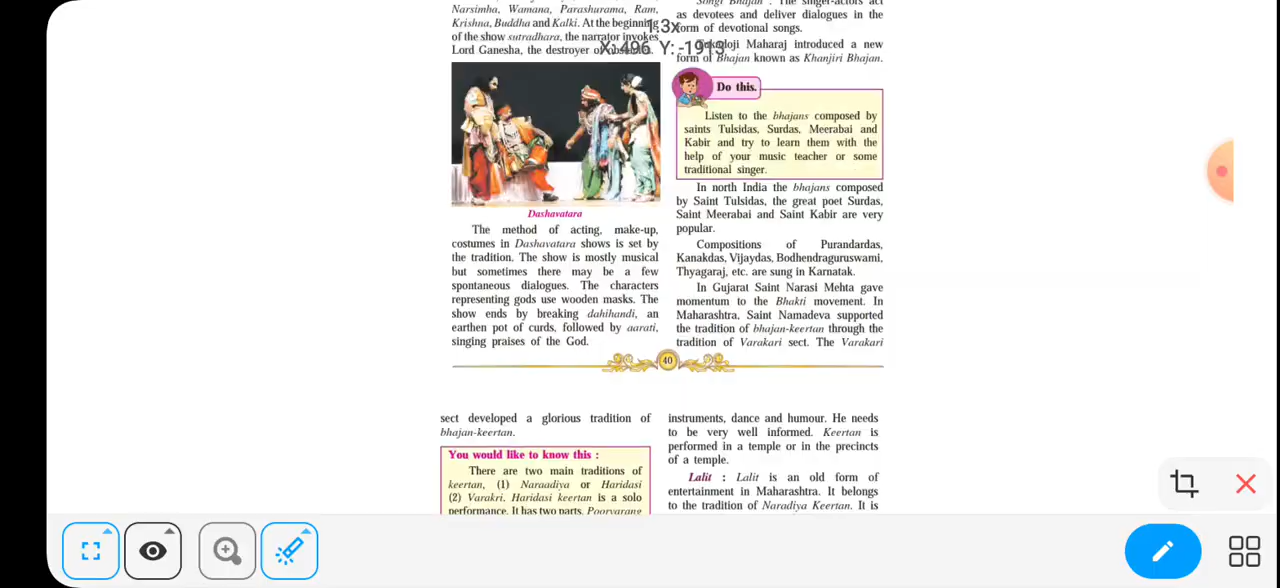 Narsimha, Wamana, Parashurama, Ram,
Krishna, Buddha and Kalki. At the beginning
of the show sutradhara, the narrator invokes
Lord Ganesha, the destroyer of
Dashavatara
The method of acting, make-up,
costumes in Dashavatara shows is set by
the tradition. The show is mostly musical
but sometimes there may be a few
spontaneous dialogues. The characters
representing gods use wooden masks. The
show ends by breaking dahihandi, an
earthen pot of curds, followed by aarati,
singing praises of the God.
as devotees and deliver dialogues in the
form of devotional songs.
Maharaj introduced a new
form of Bhajan known as Khanjiri Bhajan.
1.3x
X: 496 Y: -1913
Do this.
Listen to the bhajans composed by
saints Tulsidas, Surdas, Meerabai and
Kabir and try to learn them with the
help of your music teacher or some
traditional singer.
In north India the bhajans composed
by Saint Tulsidas, the great poet Surdas,
Saint Meerabai and Saint Kabir are very
popular.
Compositions of Purandardas,
Kanakdas, Vijaydas, Bodhendraguruswami,
Thyagaraj, etc. are sung in Karnatak.
In Gujarat Saint Narasi Mehta gave
momentum to the Bhakti movement. In
Maharashtra, Saint Namadeva supported
the tradition of bhajan-keertan through the
tradition of Varakari sect. The Varakari
40
sect developed a glorious tradition of
bhajan-keertan.
You would like to know this :
There are two main traditions of
keertan, (1) Naraadiya or Haridasi
(2) Varakri. Haridasi keertan is a solo
performance. It has two parts, Poorvarang
instruments, dance and humour. He needs
to be very well informed. Keertan is
performed in a temple or in the precincts
of a temple.
Lalit : Lalit is an old form of
entertainment in Maharashtra. It belongs
to the tradition of Naradiya Keertan. It is